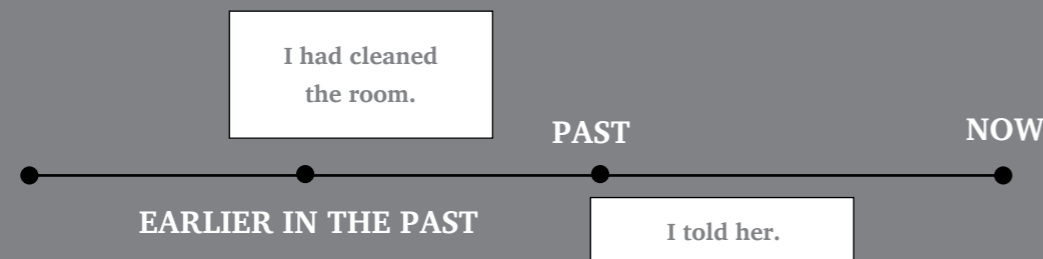 I had cleaned
the room.
PAST
NOW
EARLIER IN THE PAST
I told her.